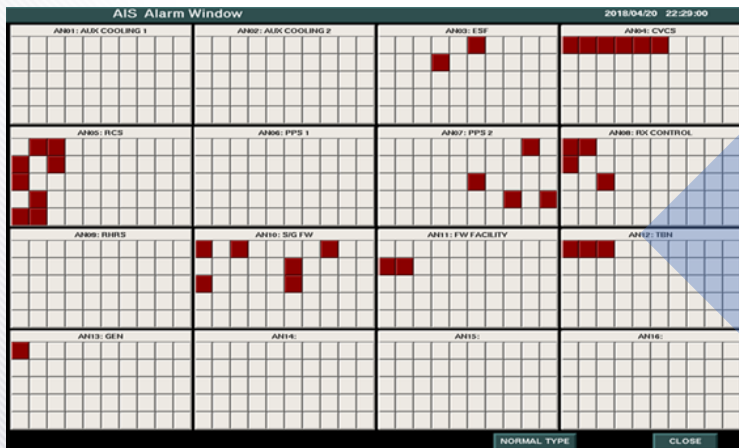 AIS Alarm Window 2018/04/20 22:29:00
AN01: AUX COOLING 1 AN02: AUX COOLING 2 AN03: ESF AN04: CVCS
AN05: RCS AN06: PPS 1 AN07: PPS 2 AN08: RX CONTROL
AN09: RHRS AN10: S/G FW AN11: FW FACILITY AN12: TBN
AN13: GEN AN14: AN15: AN16:
NORMAL TYPE CLOSE